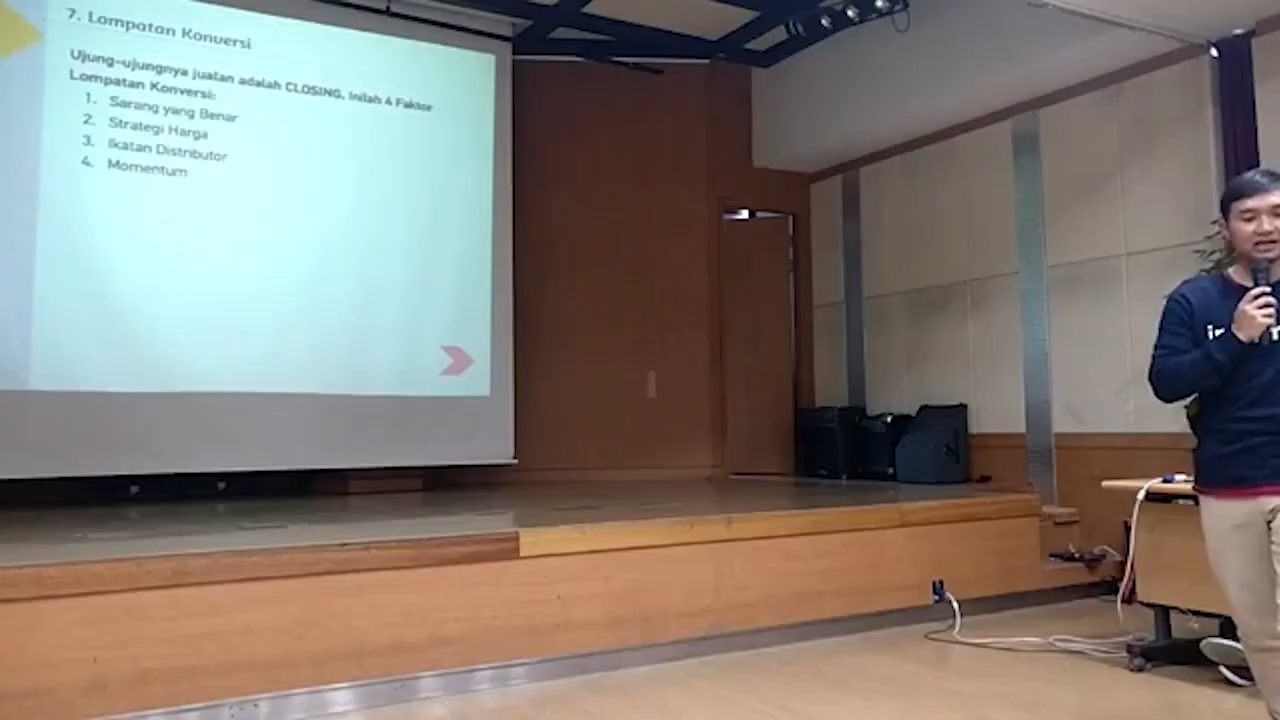 7. Lompatan Konversi
Ujung-ujungnya jualan adalah CLOSING. Inilah 4 Faktor
Lompatan Konversi:
1. Sarang yang Benar
2. Strategi Harga
3. Ikatan Distributor
4. Momentum